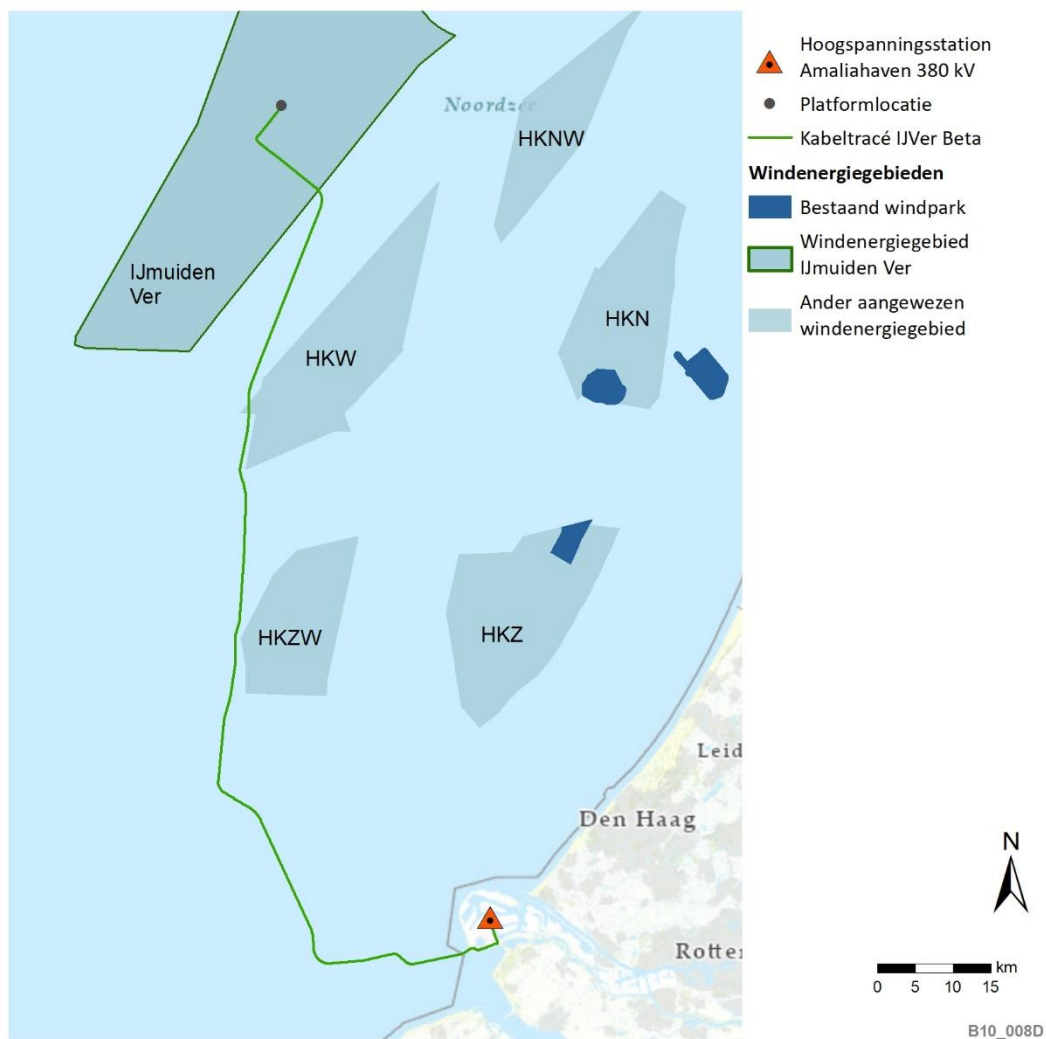 Noordzee
HKNW
IJmuiden
Ver
HKN
HKW
HKZW
HKZ
Leid
Den Haag
Rotter
Hoogspanningsstation
Amaliahaven 380 kV
Platformlocatie
Kabeltracé IJVer Beta
Windenergiegebieden
Bestaand windpark
Windenergiegebied
IJmuiden Ver
Ander aangewezen
windenergiegebied
N
km
0 5 10 15
B10_008D